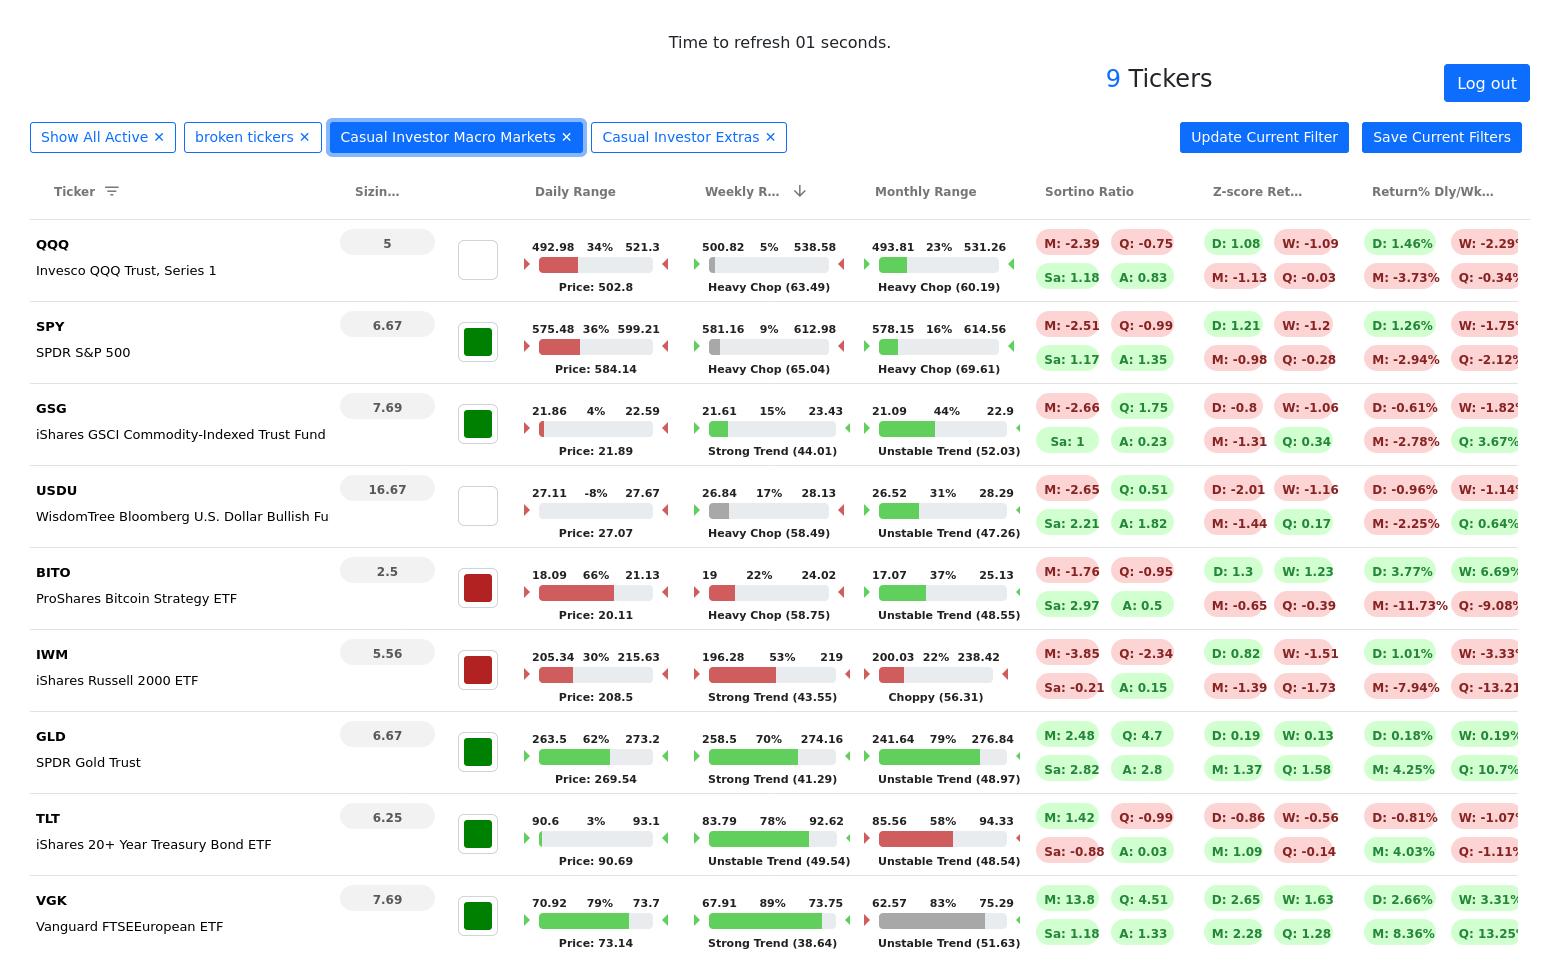 Time to refresh 01 seconds.
9 Tickers
Log out
Show All Active ✕ broken tickers ✕ Casual Investor Macro Markets ✕ Casual Investor Extras ✕ Update Current Filter Save Current Filters
Ticker Sizin... Daily Range Weekly R... Monthly Range Sortino Ratio Z-score Ret... Return% Dly/Wk...
QQQ 5 492.98 34% 521.3 500.82 5% 538.58 493.81 23% 531.26 M: -2.39 Q: -0.75 D: 1.08 W: -1.09 D: 1.46% W: -2.29%
Invesco QQQ Trust, Series 1 Price: 502.8 Heavy Chop (63.49) Heavy Chop (60.19) Sa: 1.18 A: 0.83 M: -1.13 Q: -0.03 M: -3.73% Q: -0.34%
SPY 6.67 575.48 36% 599.21 581.16 9% 612.98 578.15 16% 614.56 M: -2.51 Q: -0.99 D: 1.21 W: -1.2 D: 1.26% W: -1.75%
SPDR S&P 500 Price: 584.14 Heavy Chop (65.04) Heavy Chop (69.61) Sa: 1.17 A: 1.35 M: -0.98 Q: -0.28 M: -2.94% Q: -2.12%
GSG 7.69 21.86 4% 22.59 21.61 15% 23.43 21.09 44% 22.9 M: -2.66 Q: 1.75 D: -0.8 W: -1.06 D: -0.61% W: -1.82%
iShares GSCI Commodity-Indexed Trust Fund Price: 21.89 Strong Trend (44.01) Unstable Trend (52.03) Sa: 1 A: 0.23 M: -1.31 Q: 0.34 M: -2.78% Q: 3.67%
USDU 16.67 27.11 -8% 27.67 26.84 17% 28.13 26.52 31% 28.29 M: -2.65 Q: 0.51 D: -2.01 W: -1.16 D: -0.96% W: -1.14%
WisdomTree Bloomberg U.S. Dollar Bullish Fu Price: 27.07 Heavy Chop (58.49) Unstable Trend (47.26) Sa: 2.21 A: 1.82 M: -1.44 Q: 0.17 M: -2.25% Q: 0.64%
BITO 2.5 18.09 66% 21.13 19 22% 24.02 17.07 37% 25.13 M: -1.76 Q: -0.95 D: 1.3 W: 1.23 D: 3.77% W: 6.69%
ProShares Bitcoin Strategy ETF Price: 20.11 Heavy Chop (58.75) Unstable Trend (48.55) Sa: 2.97 A: 0.5 M: -0.65 Q: -0.39 M: -11.73% Q: -9.08%
IWM 5.56 205.34 30% 215.63 196.28 53% 219 200.03 22% 238.42 M: -3.85 Q: -2.34 D: 0.82 W: -1.51 D: 1.01% W: -3.33%
iShares Russell 2000 ETF Price: 208.5 Strong Trend (43.55) Choppy (56.31) Sa: -0.21 A: 0.15 M: -1.39 Q: -1.73 M: -7.94% Q: -13.21
GLD 6.67 263.5 62% 273.2 258.5 70% 274.16 241.64 79% 276.84 M: 2.48 Q: 4.7 D: 0.19 W: 0.13 D: 0.18% W: 0.19%
SPDR Gold Trust Price: 269.54 Strong Trend (41.29) Unstable Trend (48.97) Sa: 2.82 A: 2.8 M: 1.37 Q: 1.58 M: 4.25% Q: 10.7%
TLT 6.25 90.6 3% 93.1 83.79 78% 92.62 85.56 58% 94.33 M: 1.42 Q: -0.99 D: -0.86 W: -0.56 D: -0.81% W: -1.07%
iShares 20+ Year Treasury Bond ETF Price: 90.69 Unstable Trend (49.54) Unstable Trend (48.54) Sa: -0.88 A: 0.03 M: 1.09 Q: -0.14 M: 4.03% Q: -1.11%
VGK 7.69 70.92 79% 73.7 67.91 89% 73.75 62.57 83% 75.29 M: 13.8 Q: 4.51 D: 2.65 W: 1.63 D: 2.66% W: 3.31%
Vanguard FTSEEuropean ETF Price: 73.14 Strong Trend (38.64) Unstable Trend (51.63) Sa: 1.18 A: 1.33 M: 2.28 Q: 1.28 M: 8.36% Q: 13.25%